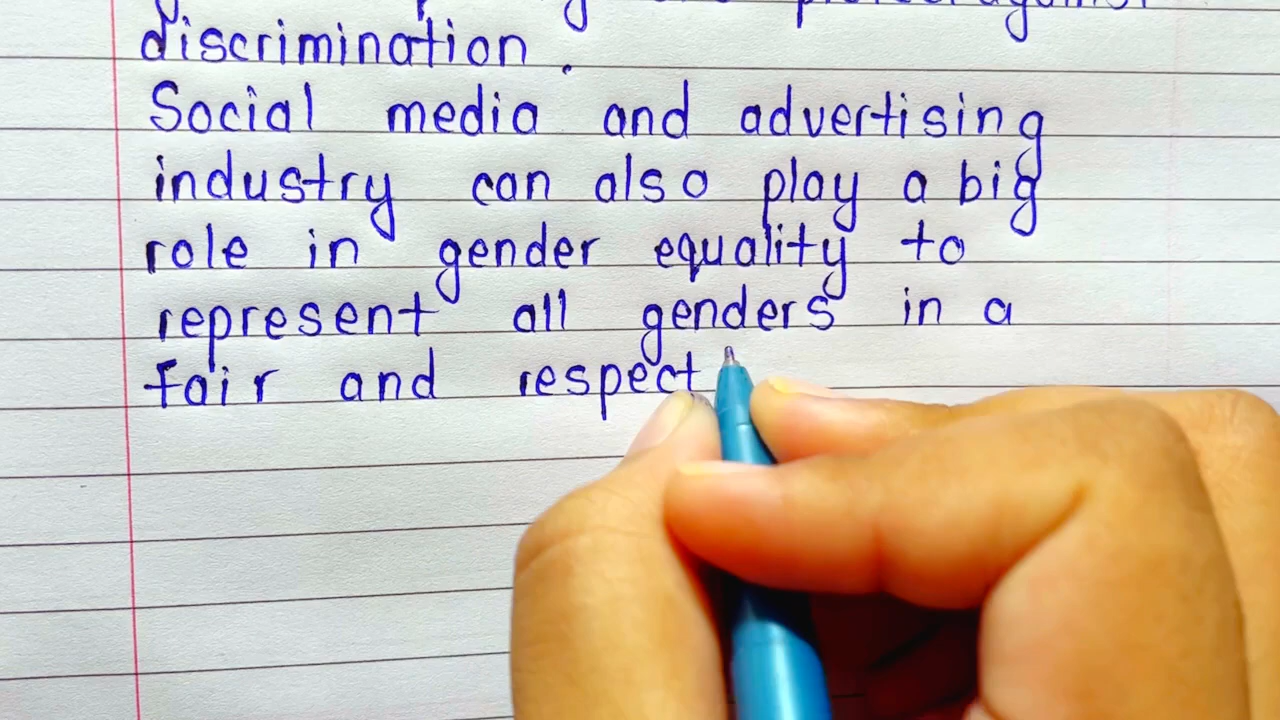 discrimination.
Social media and advertising
industry can also play a big
role in gender equality to
represent all genders in a
fair and respect